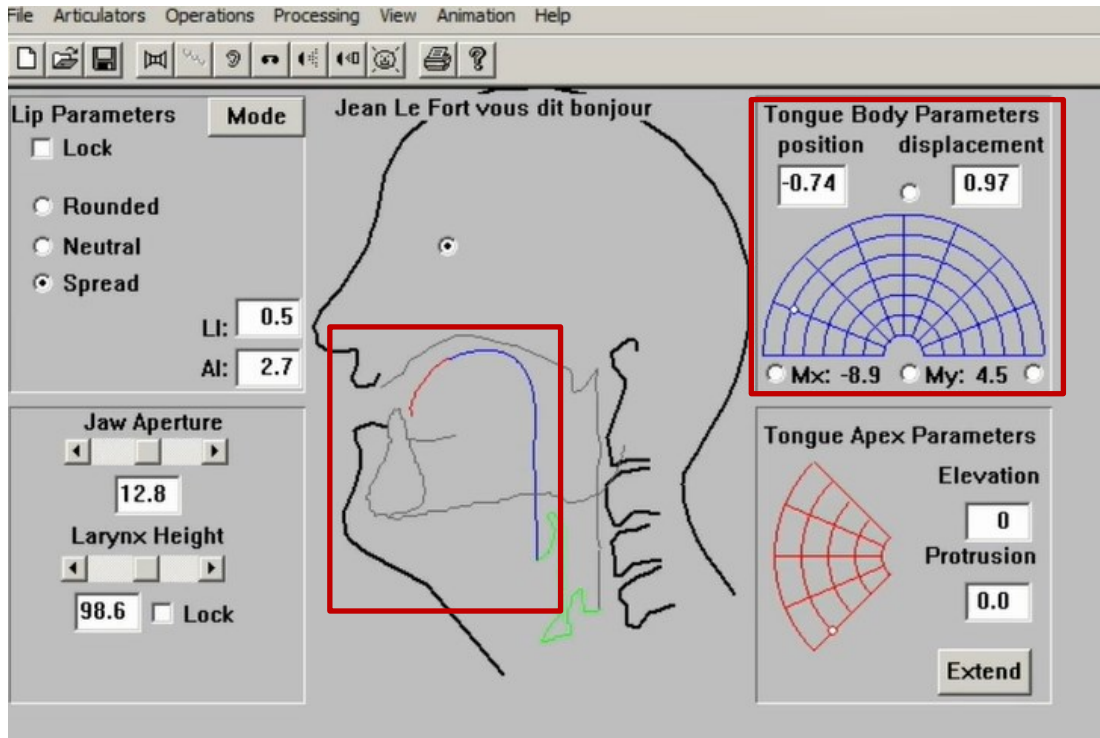 File Articulators Operations Processing View Animation Help
Jean Le Fort vous dit bonjour
Lip Parameters Mode
Lock
Rounded
Neutral
Spread
LI: 0.5
AI: 2.7
Jaw Aperture
12.8
Larynx Height
98.6 Lock
Tongue Body Parameters
position displacement
-0.74 0.97
Mx: -8.9 My: 4.5
Tongue Apex Parameters
Elevation
0
Protrusion
0.0
Extend